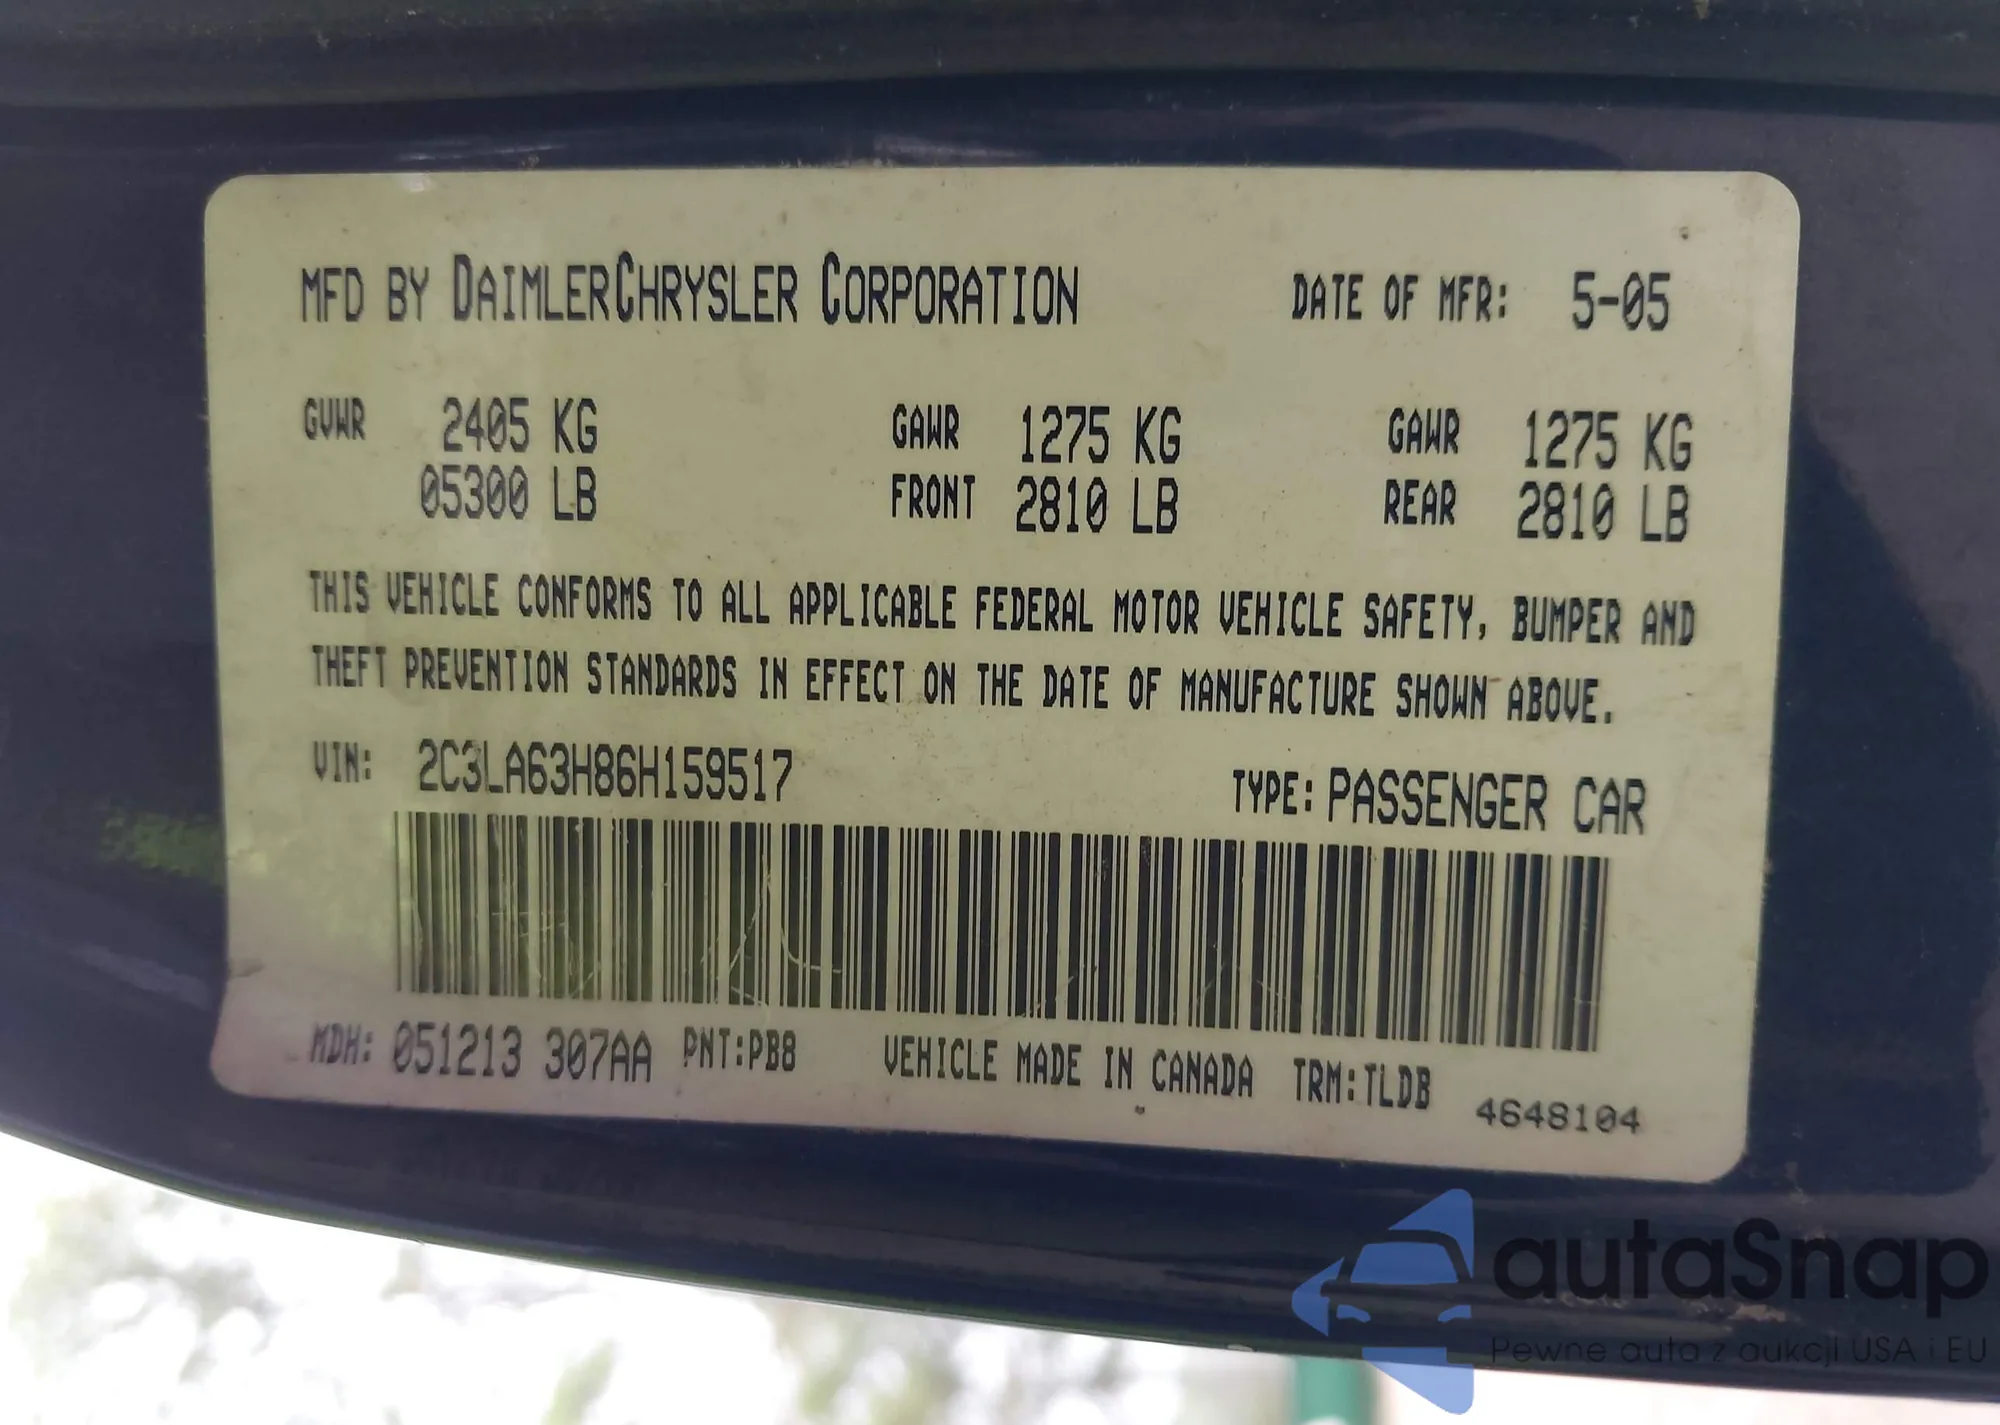 MFD BY DAIMLERCHRYSLER CORPORATION DATE OF MFR: 5-05
GVWR 2405 KG GAWR 1275 KG GAWR 1275 KG
05300 LB FRONT 2810 LB REAR 2810 LB
THIS VEHICLE CONFORMS TO ALL APPLICABLE FEDERAL MOTOR VEHICLE SAFETY, BUMPER AND
THEFT PREVENTION STANDARDS IN EFFECT ON THE DATE OF MANUFACTURE SHOWN ABOVE.
VIN: 2C3LA63H86H159517 TYPE: PASSENGER CAR
MDH: 051213 307AA PNT:PB8 VEHICLE MADE IN CANADA TRM:TLDB 4648104
autaSnap
Pewne auta z aukcji USA i EU